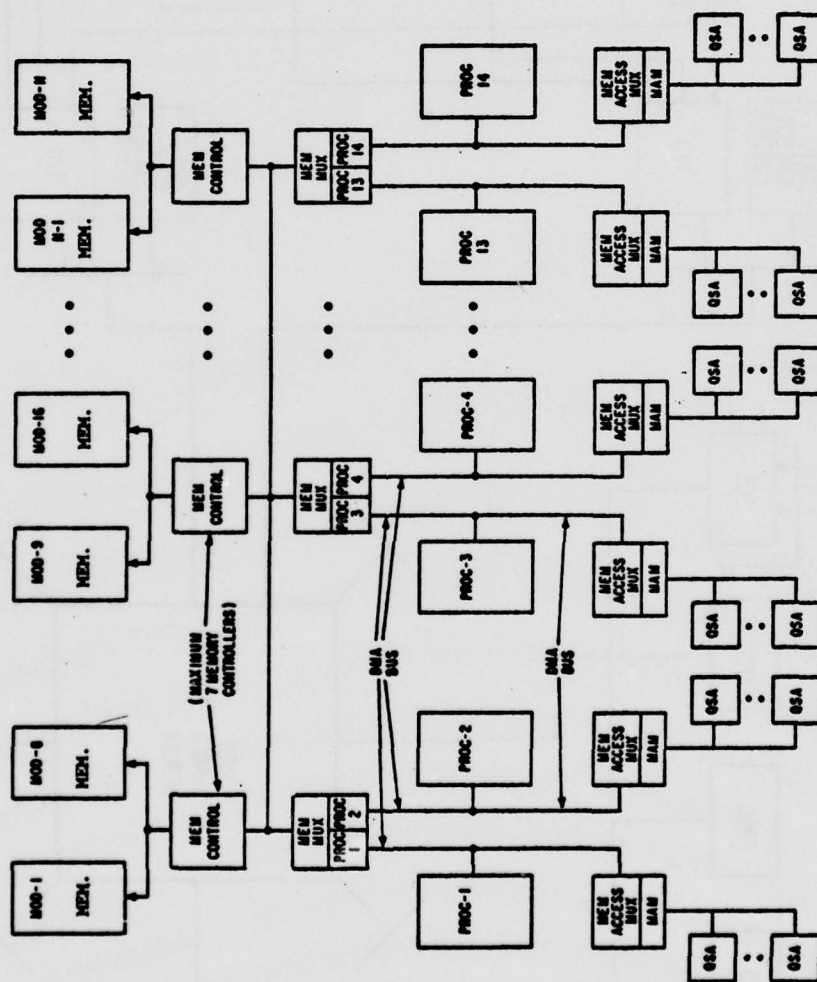 MOD-1
MEM.
MOD-8
MEM.
MOD-9
MEM.
MOD-16
MEM.
MOD
N-1
MEM.
MOD-N
MEM.
MEM
CONTROL
(MAXIMUM
7 MEMORY
CONTROLLERS)
MEM
CONTROL
MEM
CONTROL
MEM
MUX
PROC
1
PROC
2
MEM
MUX
PROC
3
PROC
4
MEM
MUX
PROC
13
PROC
14
DMA
BUS
PROC-1
PROC-2
PROC-3
PROC-4
PROC
13
PROC
14
DMA
BUS
MEM
ACCESS
MUX
MAM
MEM
ACCESS
MUX
MAM
MEM
ACCESS
MUX
MAM
MEM
ACCESS
MUX
MAM
MEM
ACCESS
MUX
MAM
MEM
ACCESS
MUX
MAM
QSA
QSA
QSA
QSA
QSA
QSA
QSA
QSA
QSA
QSA
QSA
QSA